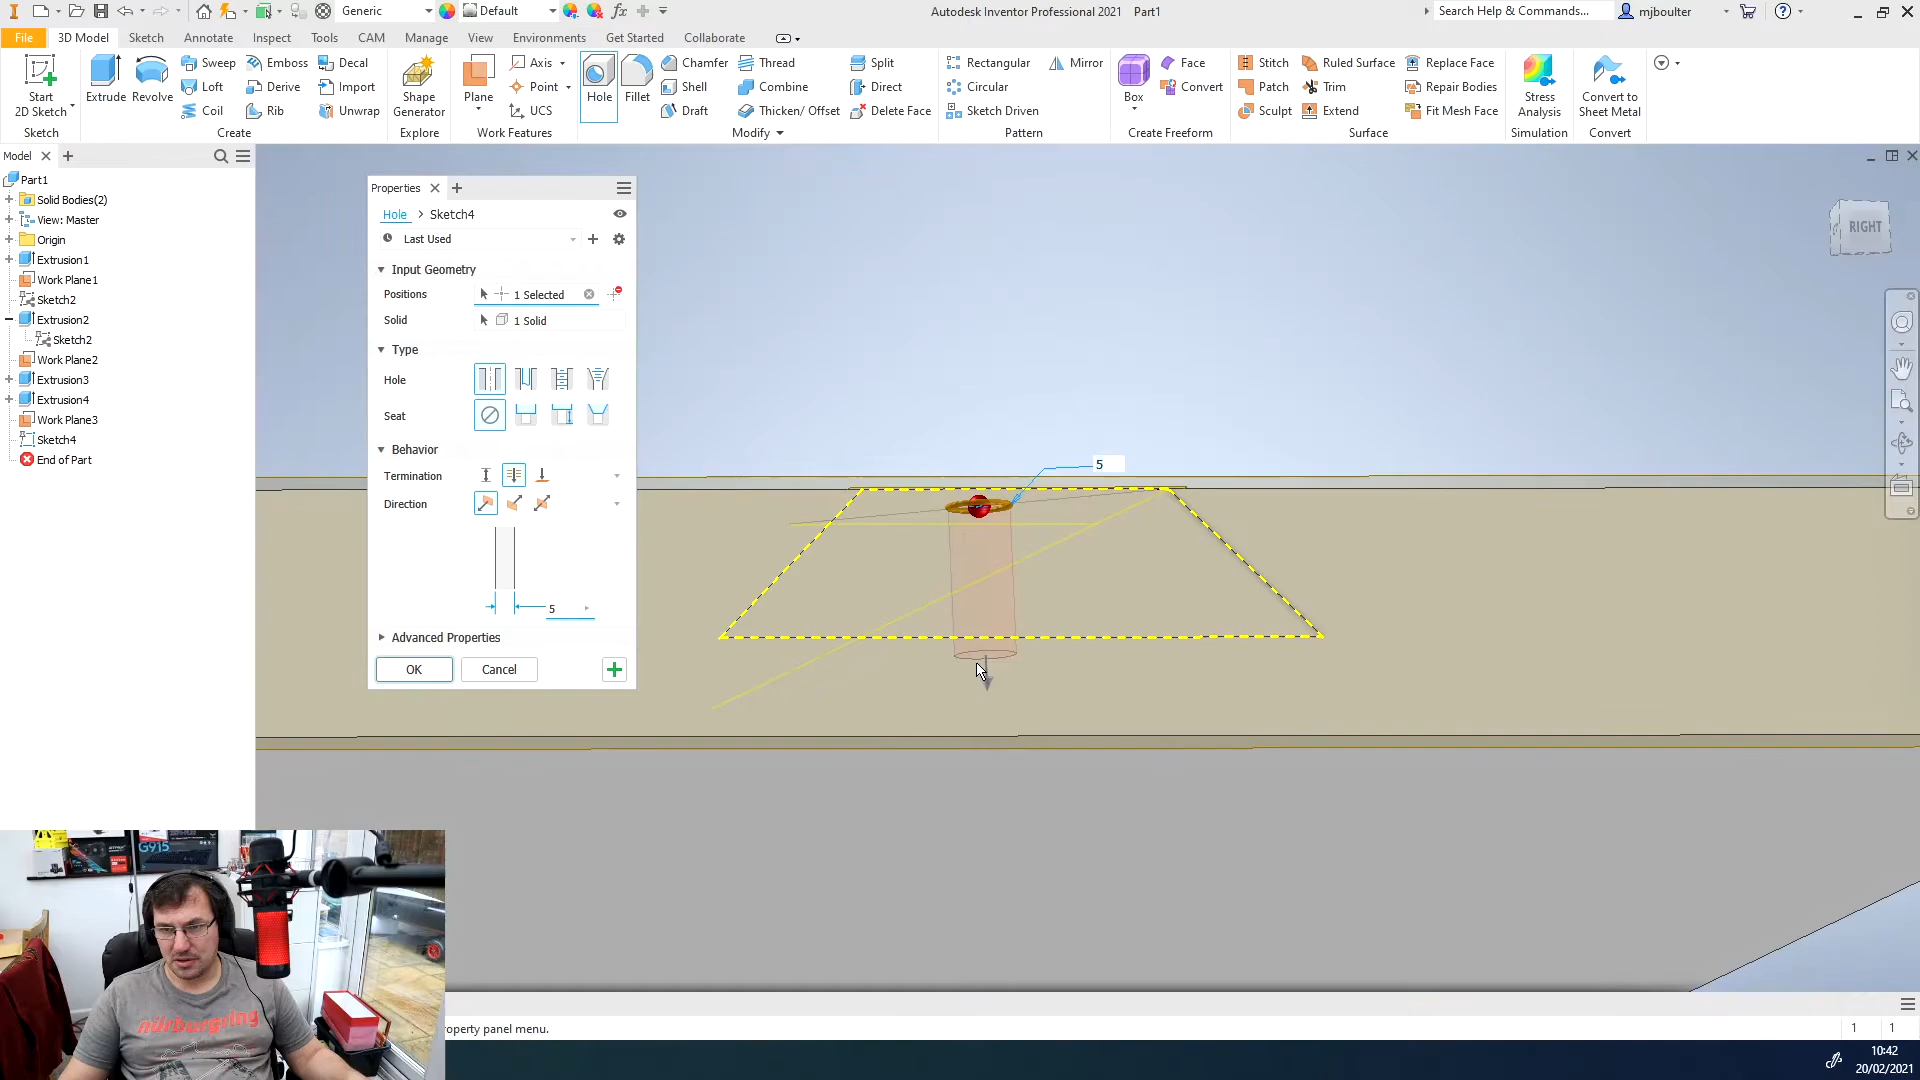 Generic
Default
fx
Autodesk Inventor Professional 2021 Part1
Search Help & Commands...
mjboulter
File
3D Model
Sketch
Annotate
Inspect
Tools
CAM
Manage
View
Environments
Get Started
Collaborate
Start
2D Sketch
Sketch
Extrude
Revolve
Sweep
Loft
Coil
Emboss
Derive
Rib
Decal
Import
Unwrap
Create
Shape
Generator
Explore
Plane
Axis
Point
UCS
Work Features
Hole
Fillet
Chamfer
Shell
Draft
Thread
Combine
Thicken/ Offset
Split
Direct
Delete Face
Modify
Rectangular
Circular
Sketch Driven
Mirror
Pattern
Box
Face
Convert
Create Freeform
Stitch
Patch
Sculpt
Ruled Surface
Trim
Extend
Replace Face
Repair Bodies
Fit Mesh Face
Surface
Stress
Analysis
Simulation
Convert to
Sheet Metal
Convert
Model
Part1
Solid Bodies(2)
View: Master
Origin
Extrusion1
Work Plane1
Sketch2
Extrusion2
Sketch2
Work Plane2
Extrusion3
Extrusion4
Work Plane3
Sketch4
End of Part
Properties
Hole > Sketch4
Last Used
Input Geometry
Positions 1 Selected
Solid 1 Solid
Type
Hole
Seat
Behavior
Termination
Direction
5
Advanced Properties
OK Cancel
5
RIGHT
G915
nürburgring
operty panel menu.
1 1
10:42
20/02/2021